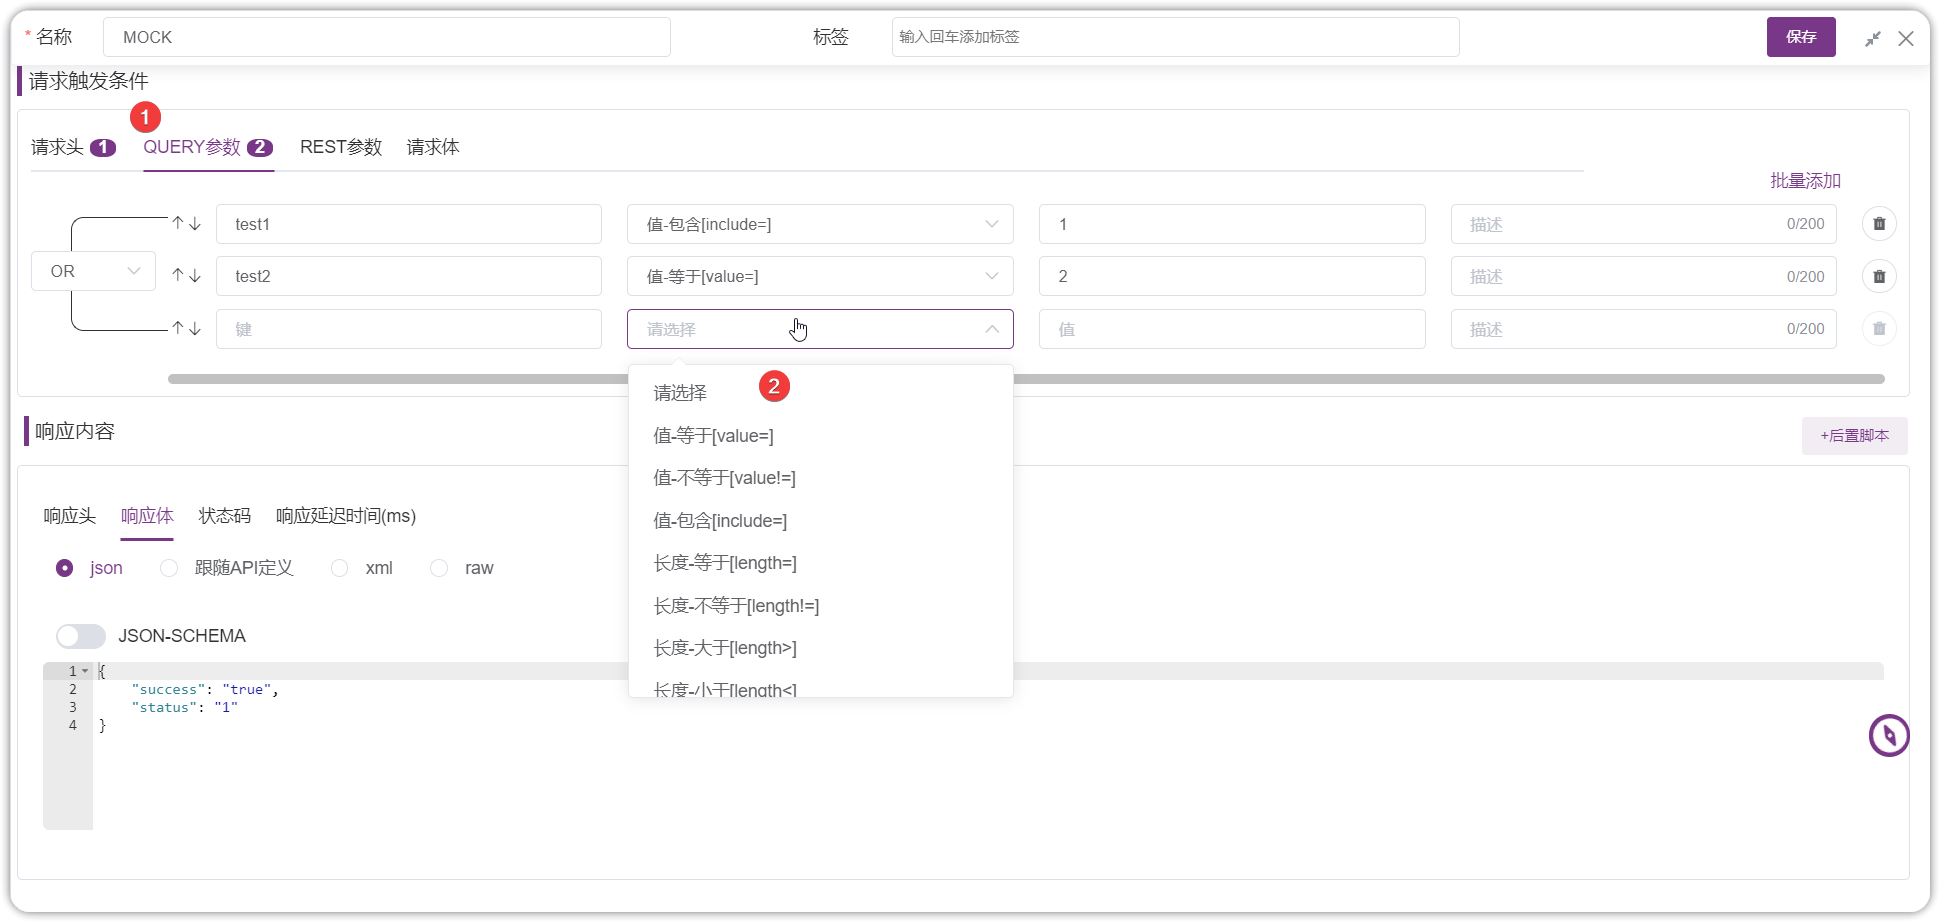 * 名称 MOCK 标签 输入回车添加标签 保存
请求触发条件
1
请求头 1 QUERY参数 2 REST参数 请求体
批量添加
test1 值-包含[include=] 1 描述 0/200
OR
test2 值-等于[value=] 2 描述 0/200
键 请选择 值 描述 0/200
请选择 2
值-等于[value=]
值-不等于[value!=]
值-包含[include=]
长度-等于[length=]
长度-不等于[length!=]
长度-大于[length>]
长度-小于[length<]
响应内容 +后置脚本
响应头 响应体 状态码 响应延迟时间(ms)
json 跟随API定义 xml raw
JSON-SCHEMA
1 {
2 "success": "true",
3 "status": "1"
4 }